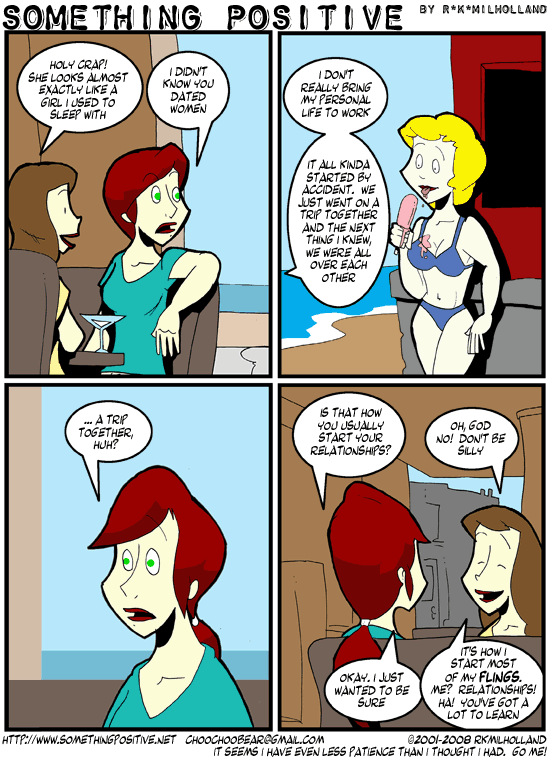 SOMETHING POSITIVE BY R*K*MILHOLLAND
HOLY CRAP!
SHE LOOKS ALMOST
EXACTLY LIKE A
GIRL I USED TO
SLEEP WITH
I DIDN'T
KNOW YOU
DATED
WOMEN
I DON'T
REALLY BRING
MY PERSONAL
LIFE TO WORK
IT ALL KINDA
STARTED BY
ACCIDENT. WE
JUST WENT ON A
TRIP TOGETHER
AND THE NEXT
THING I KNEW,
WE WERE ALL
OVER EACH
OTHER
... A TRIP
TOGETHER,
HUH?
IS THAT HOW
YOU USUALLY
START YOUR
RELATIONSHIPS?
OH, GOD
NO! DON'T BE
SILLY
IT'S HOW I
START MOST
OF MY FLINGS.
ME? RELATIONSHIPS!
HA! YOU'VE GOT A
LOT TO LEARN
OKAY. I JUST
WANTED TO BE
SURE
HTTP://WWW.SOMETHINGPOSITIVE.NET CHOOCHOOBEAR@GMAIL.COM ©2001-2008 RKMILHOLLAND
IT SEEMS I HAVE EVEN LESS PATIENCE THAN I THOUGHT I HAD. GO ME!